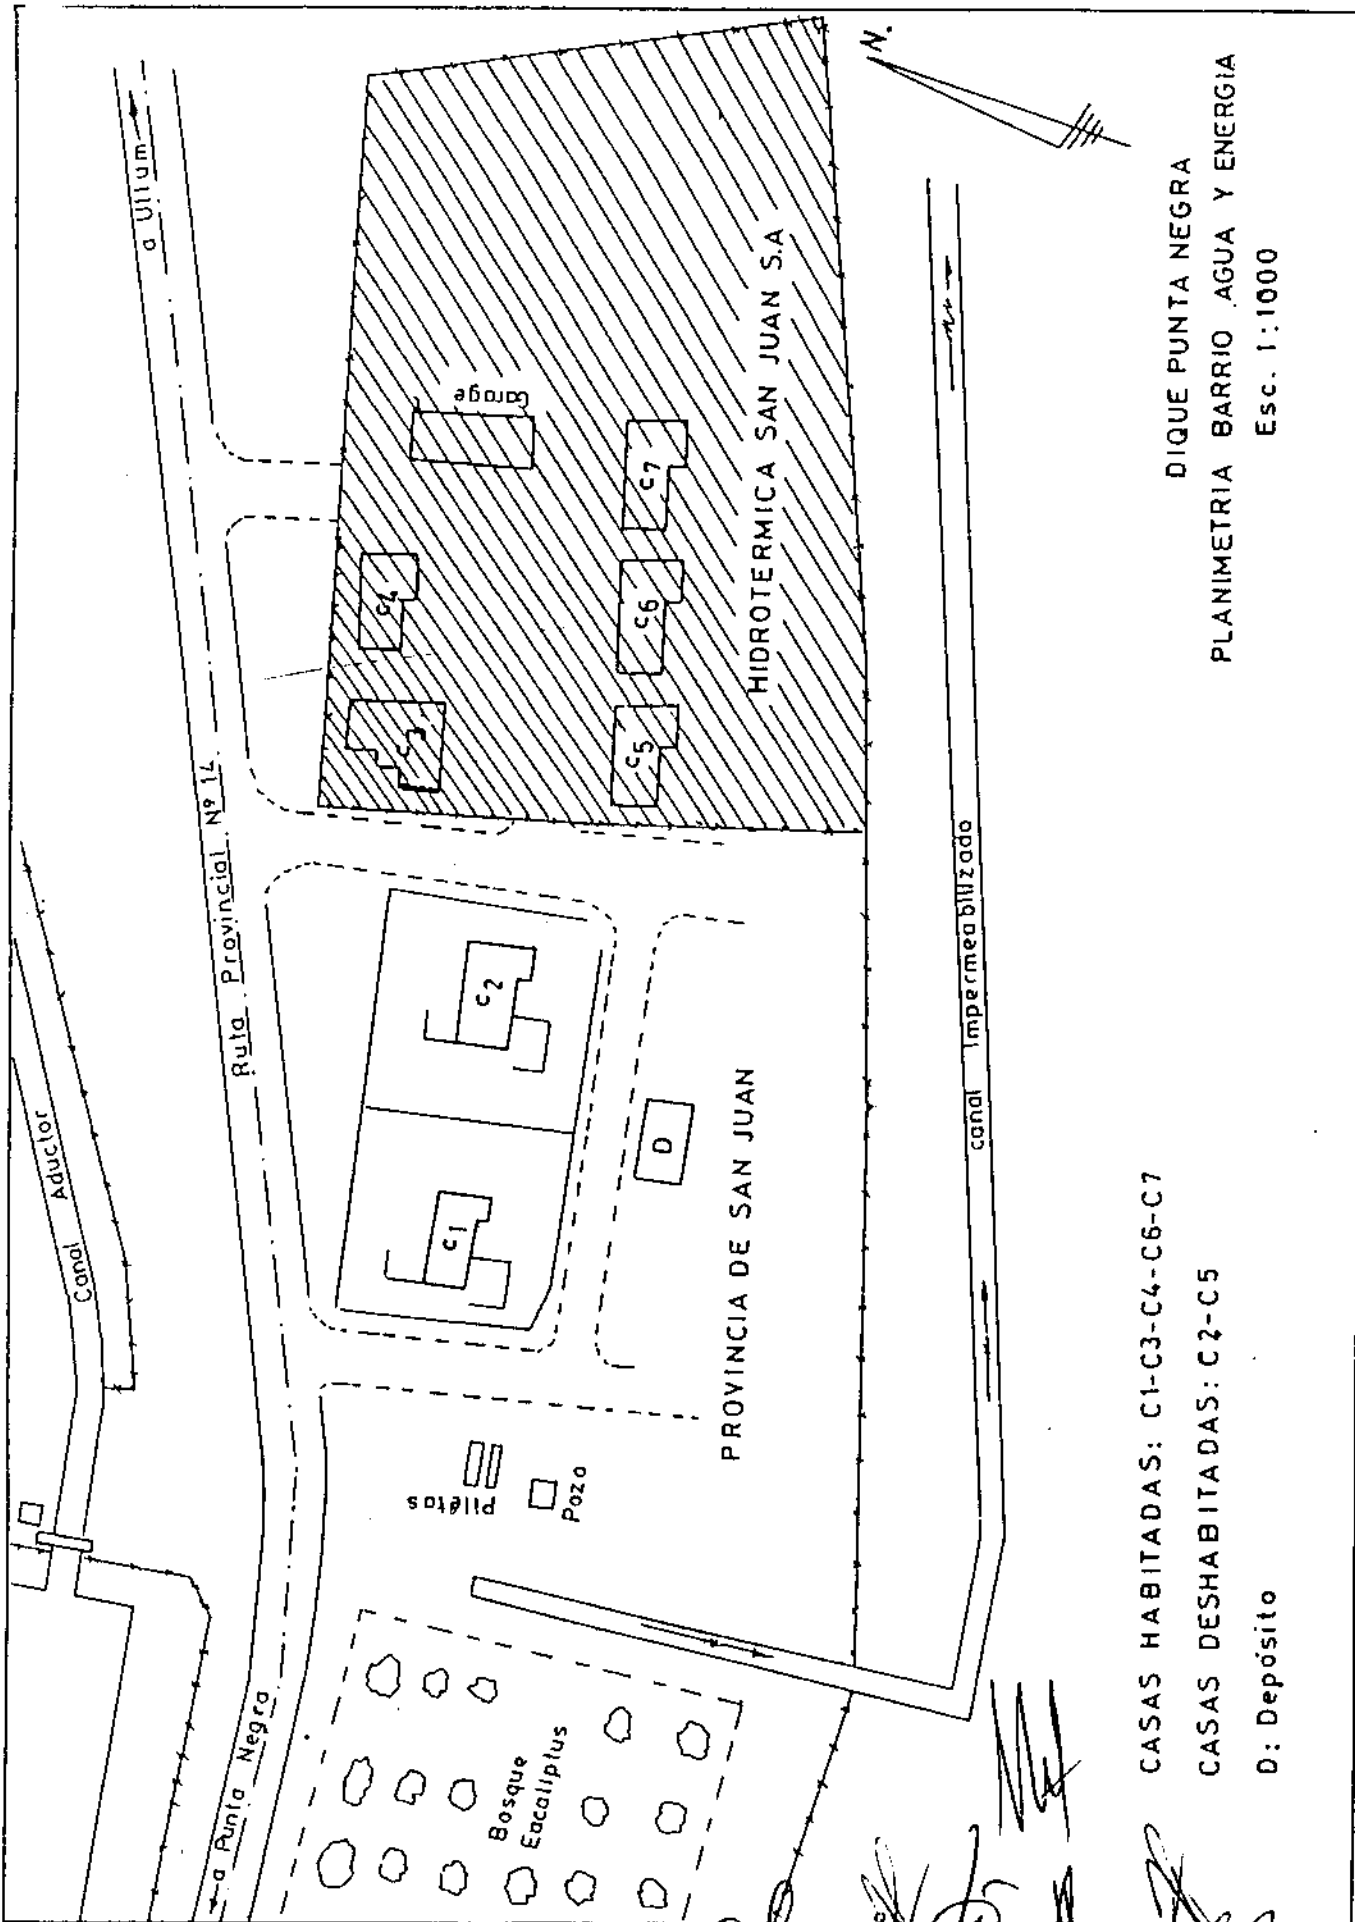 Canal Aductor
a Ullum
Ruta Provincial Nº 14
a Punta Negra
N.
C4
Garage
C3
C2
C1
C5
C6
C7
HIDROTERMICA SAN JUAN S.A
D
Piletas
Pozo
PROVINCIA DE SAN JUAN
Bosque
Eacaliptus
canal Impermeabilizado
DIQUE PUNTA NEGRA
PLANIMETRIA BARRIO AGUA Y ENERGIA
Esc. 1:1000
CASAS HABITADAS: C1-C3-C4-C6-C7
CASAS DESHABITADAS: C2-C5
D: Depósito